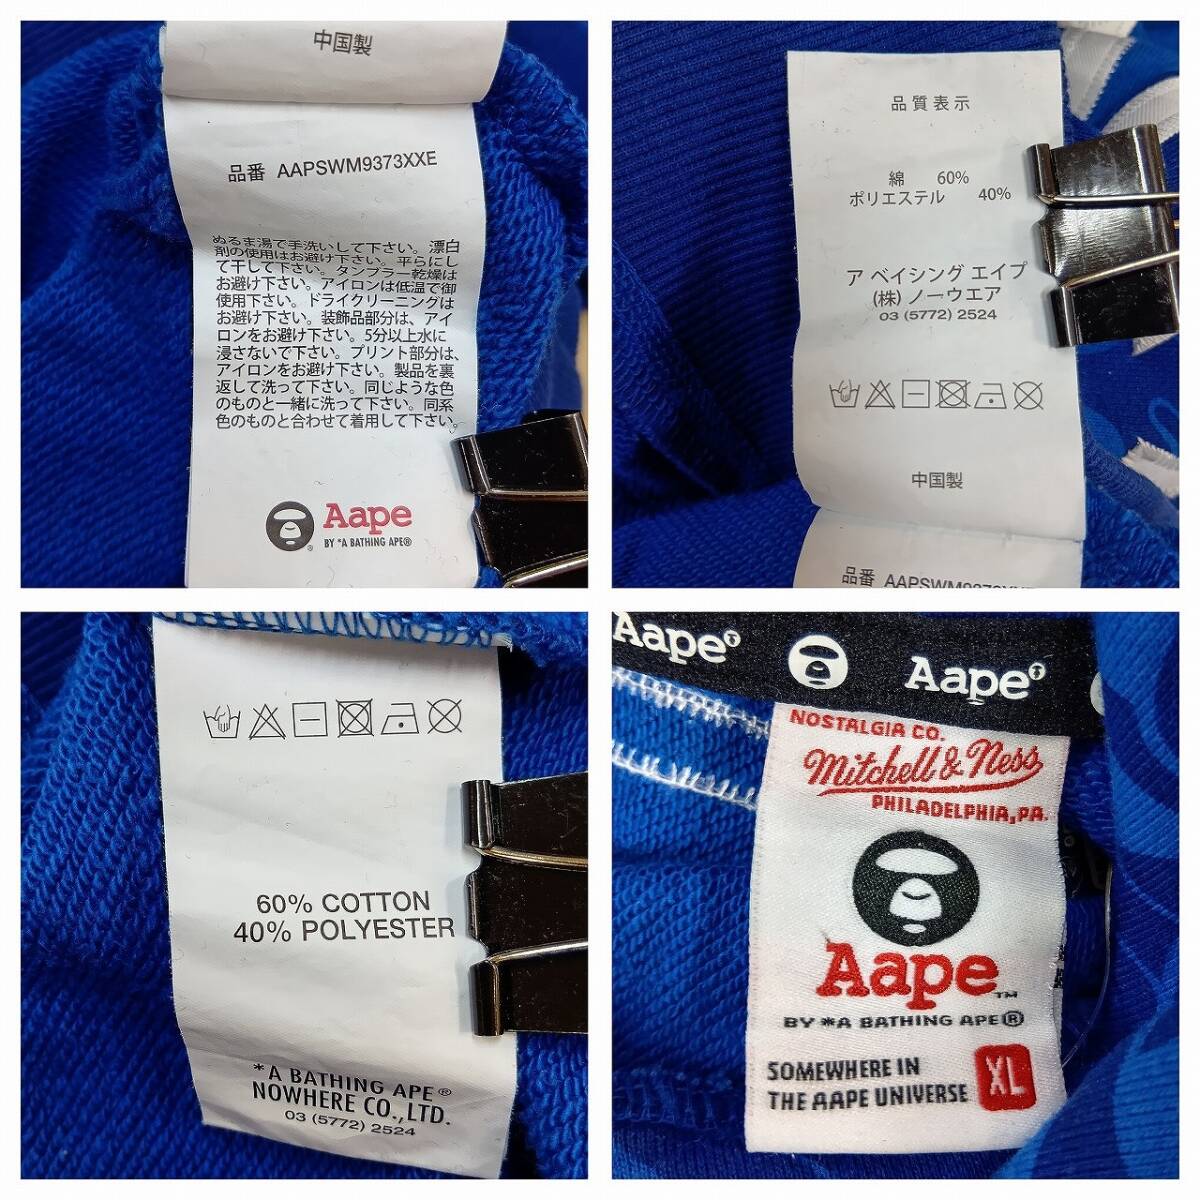 中国製
品番 AAPSWM9373XXE
ぬるま湯で手洗いして下さい。漂白
剤の使用はお避け下さい。平らにし
て干して下さい。タンブラー乾燥は
お避け下さい。アイロンは低温で御
使用下さい。ドライクリーニングは
お避け下さい。装飾品部分は、アイ
ロンをお避け下さい。5分以上水に
浸さないで下さい。プリント部分は、
アイロンをお避け下さい。製品を裏
返して洗って下さい。同じような色
のものと一緒に洗って下さい。同系
色のものと合わせて着用して下さい。
Aape
BY *A BATHING APE®
品質表示
綿 60%
ポリエステル 40%
ア ベイシング エイプ
(株) ノーウエア
03 (5772) 2524
中国製
品番
60% COTTON
40% POLYESTER
*A BATHING APE®
NOWHERE CO.,LTD.
03 (5772) 2524
Aape Aape
NOSTALGIA CO.
Mitchell & Ness
PHILADELPHIA, PA.
Aape™
BY *A BATHING APE®
SOMEWHERE IN
THE AAPE UNIVERSE
XL